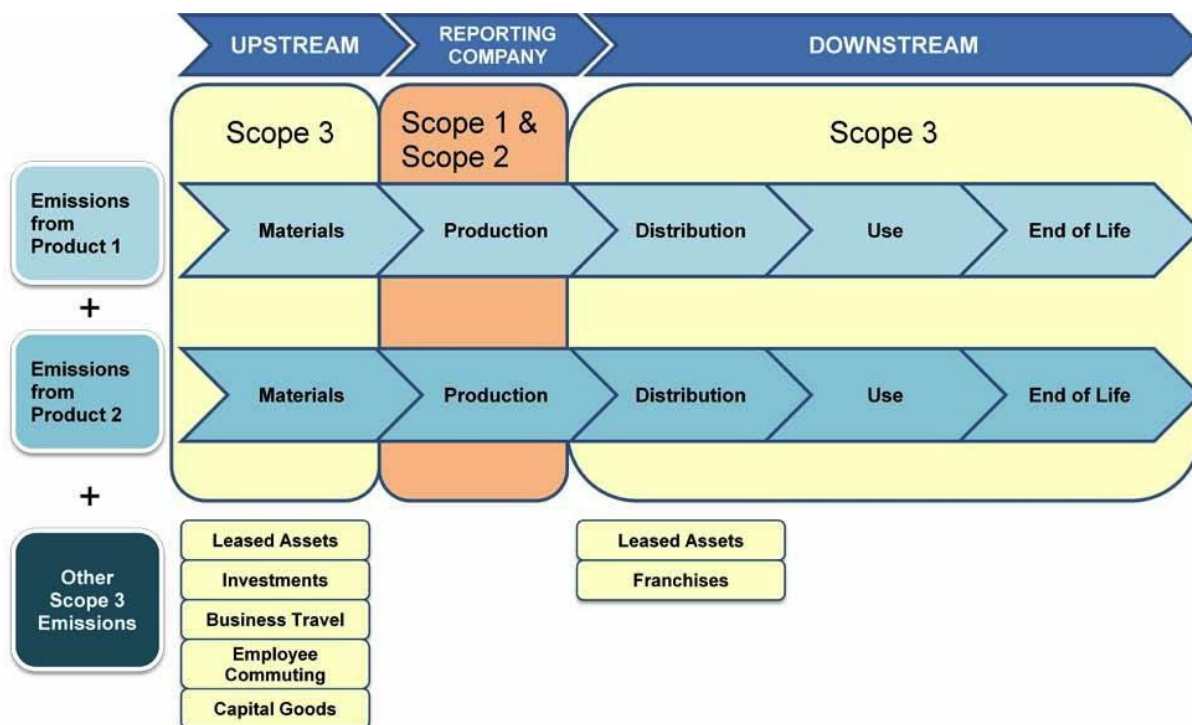 UPSTREAM
REPORTING
COMPANY
DOWNSTREAM
Scope 3
Scope 1 &
Scope 2
Scope 3
Emissions
from
Product 1
Materials
Production
Distribution
Use
End of Life
+
Emissions
from
Product 2
Materials
Production
Distribution
Use
End of Life
+
Other
Scope 3
Emissions
Leased Assets
Investments
Business Travel
Employee
Commuting
Capital Goods
Leased Assets
Franchises